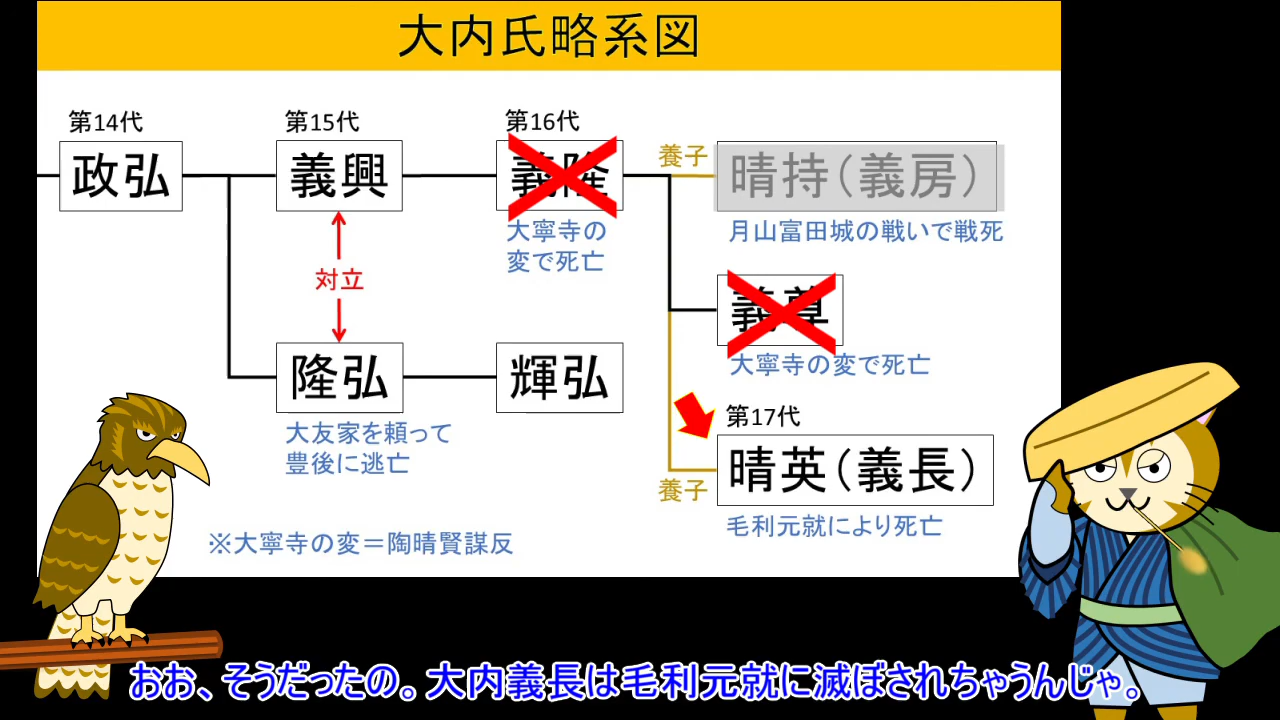 大内氏略系図
第14代
政弘
第15代
義興
第16代
義隆
大寧寺の
変で死亡
養子
晴持(義房)
月山富田城の戦いで戦死
対立
義尊
大寧寺の変で死亡
隆弘
大友家を頼って
豊後に逃亡
輝弘
第17代
晴英(義長)
養子
毛利元就により死亡
※大寧寺の変=陶晴賢謀反
おお、そうだったの。大内義長は毛利元就に滅ぼされちゃうんじゃ。